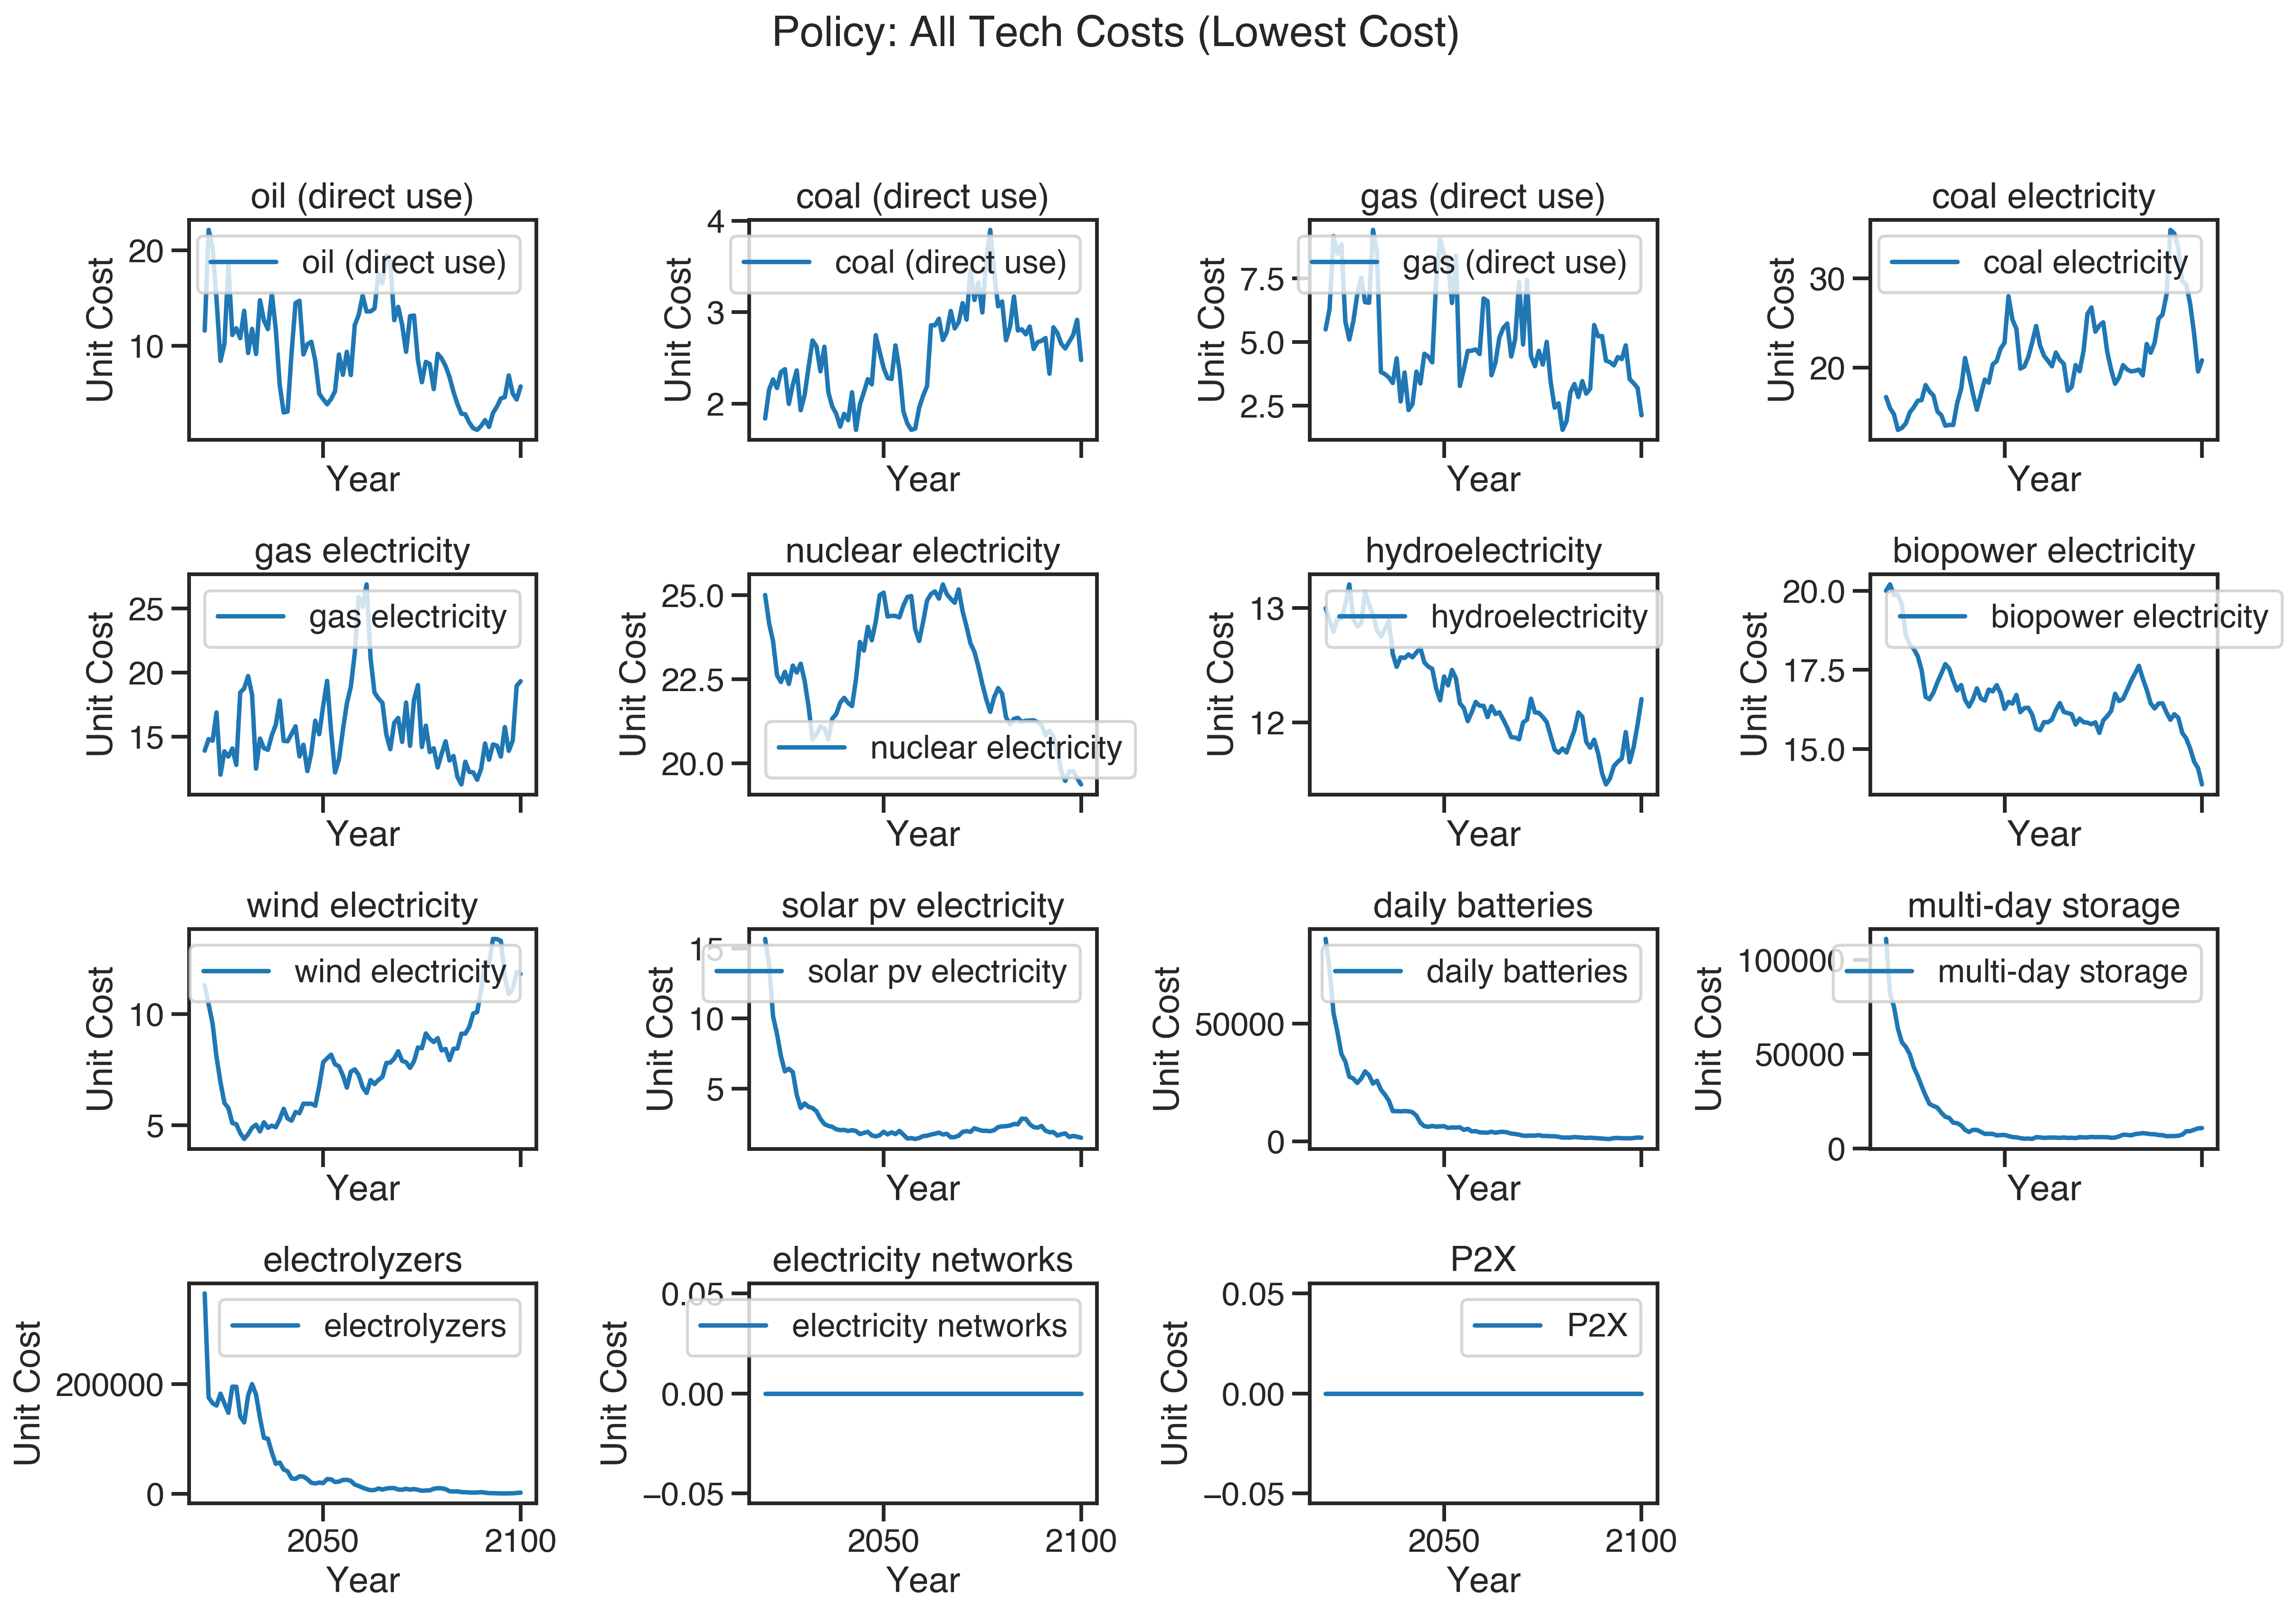 Policy: All Tech Costs (Lowest Cost)
oil (direct use)
coal (direct use)
gas (direct use)
coal electricity
Unit Cost
20
10
oil (direct use)
Year
Unit Cost
4
3
2
coal (direct use)
Year
Unit Cost
7.5
5.0
2.5
gas (direct use)
Year
Unit Cost
30
20
coal electricity
Year
gas electricity
nuclear electricity
hydroelectricity
biopower electricity
Unit Cost
25
20
15
gas electricity
Year
Unit Cost
25.0
22.5
20.0
nuclear electricity
Year
Unit Cost
13
12
hydroelectricity
Year
Unit Cost
20.0
17.5
15.0
biopower electricity
Year
wind electricity
solar pv electricity
daily batteries
multi-day storage
Unit Cost
10
5
wind electricity
Year
Unit Cost
15
10
5
solar pv electricity
Year
Unit Cost
50000
0
daily batteries
Year
Unit Cost
100000
50000
0
multi-day storage
Year
electrolyzers
electricity networks
P2X
Unit Cost
200000
0
electrolyzers
2050
2100
Year
Unit Cost
0.05
0.00
−0.05
electricity networks
2050
2100
Year
Unit Cost
0.05
0.00
−0.05
P2X
2050
2100
Year